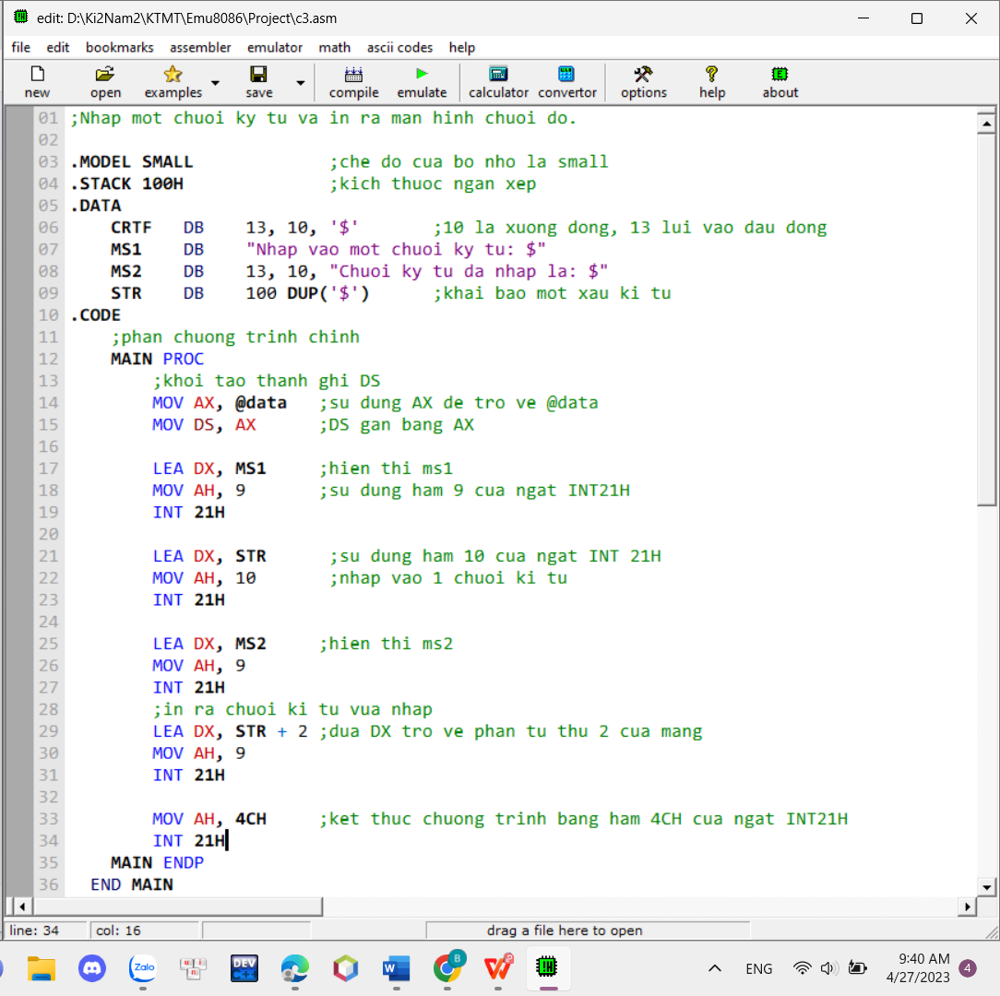 edit: D:\Ki2Nam2\KTMT\Emu8086\Project\c3.asm
file edit bookmarks assembler emulator math ascii codes help
new open examples save compile emulate calculator convertor options help about
01 ;Nhap mot chuoi ky tu va in ra man hinh chuoi do.
02
03 .MODEL SMALL ;che do cua bo nho la small
04 .STACK 100H ;kich thuoc ngan xep
05 .DATA
06 CRTF DB 13, 10, '$' ;10 la xuong dong, 13 lui vao dau dong
07 MS1 DB "Nhap vao mot chuoi ky tu: $"
08 MS2 DB 13, 10, "Chuoi ky tu da nhap la: $"
09 STR DB 100 DUP('$') ;khai bao mot xau ki tu
10 .CODE
11 ;phan chuong trinh chinh
12 MAIN PROC
13 ;khoi tao thanh ghi DS
14 MOV AX, @data ;su dung AX de tro ve @data
15 MOV DS, AX ;DS gan bang AX
16
17 LEA DX, MS1 ;hien thi ms1
18 MOV AH, 9 ;su dung ham 9 cua ngat INT21H
19 INT 21H
20
21 LEA DX, STR ;su dung ham 10 cua ngat INT 21H
22 MOV AH, 10 ;nhap vao 1 chuoi ki tu
23 INT 21H
24
25 LEA DX, MS2 ;hien thi ms2
26 MOV AH, 9
27 INT 21H
28 ;in ra chuoi ki tu vua nhap
29 LEA DX, STR + 2 ;dua DX tro ve phan tu thu 2 cua mang
30 MOV AH, 9
31 INT 21H
32
33 MOV AH, 4CH ;ket thuc chuong trinh bang ham 4CH cua ngat INT21H
34 INT 21H
35 MAIN ENDP
36 END MAIN
line: 34 col: 16 drag a file here to open
Zalo DEV C++ W B W ENG 9:40 AM
4/27/2023 4